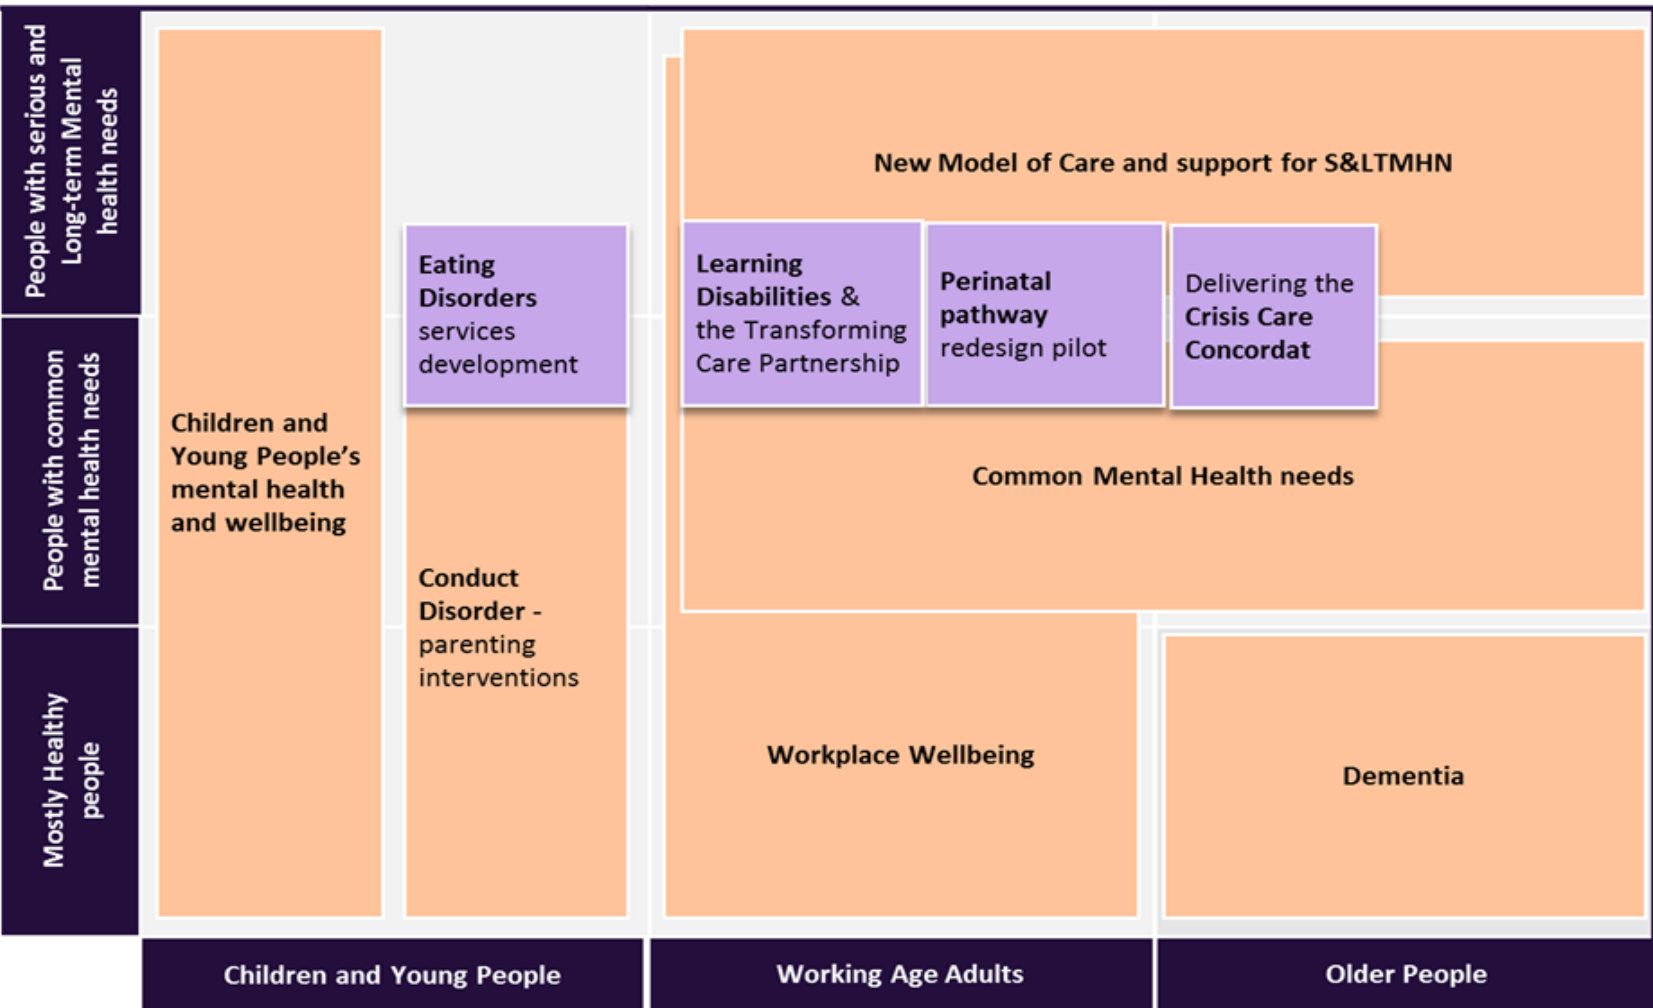 People with serious and
Long-term Mental
health needs
New Model of Care and support for S&LTMHN
Eating
Disorders
services
development
Learning
Disabilities &
the Transforming
Care Partnership
Perinatal
pathway
redesign pilot
Delivering the
Crisis Care
Concordat
People with common
mental health needs
Children and
Young People’s
mental health
and wellbeing
Common Mental Health needs
Conduct
Disorder -
parenting
interventions
Mostly Healthy
people
Workplace Wellbeing
Dementia
Children and Young People
Working Age Adults
Older People